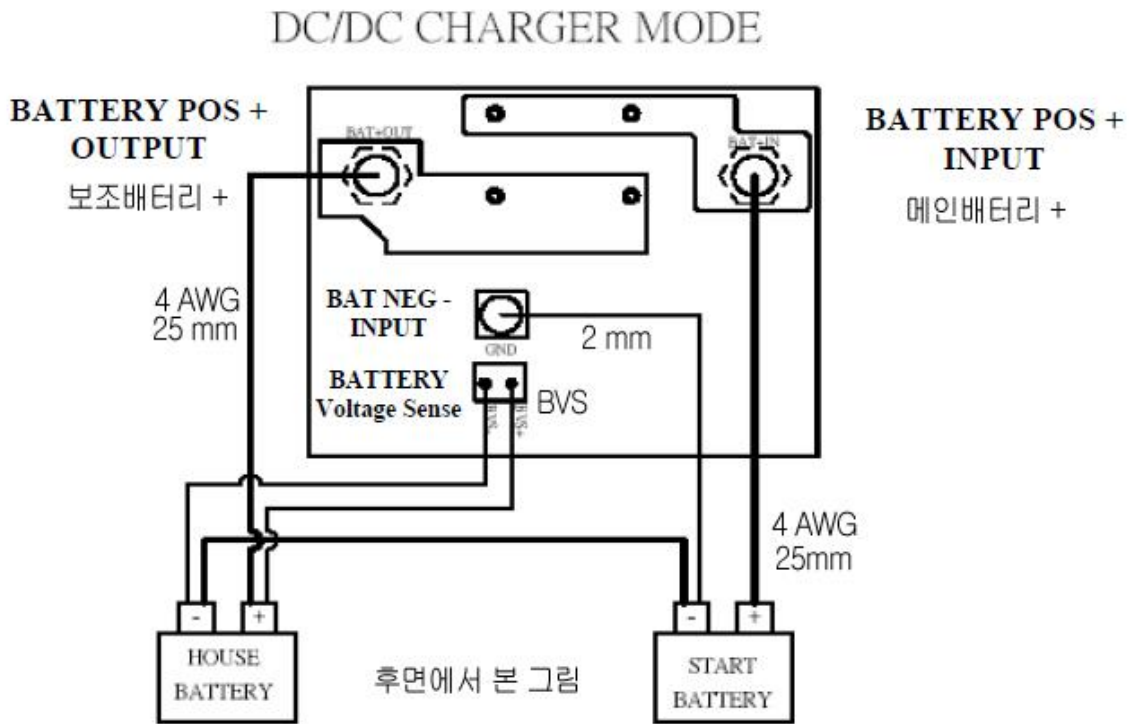 DC/DC CHARGER MODE
BATTERY POS +
OUTPUT
보조배터리 +
BAT+OUT
BAT+IN
BATTERY POS +
INPUT
메인배터리 +
4 AWG
25 mm
BAT NEG -
INPUT
GND
2 mm
BATTERY
Voltage Sense
BVS-
BVS+
BVS
4 AWG
25mm
- +
HOUSE
BATTERY
후면에서 본 그림
- +
START
BATTERY